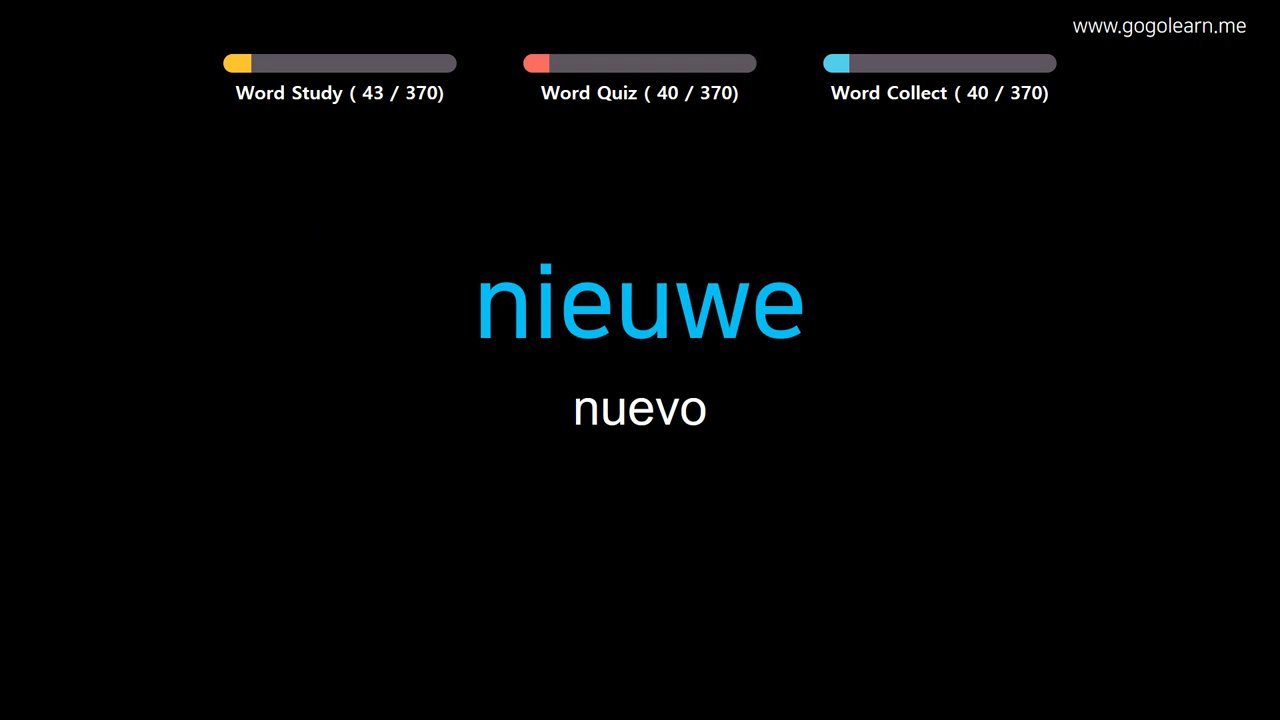 www.gogolearn.me
Word Study ( 43 / 370)
Word Quiz ( 40 / 370)
Word Collect ( 40 / 370)
nieuwe
nuevo